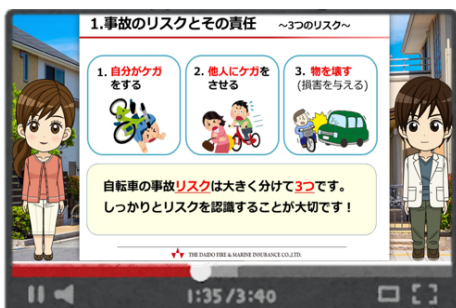 1.事故のリスクとその責任 ～3つのリスク～
1. 自分がケガ
をする
2. 他人にケガを
させる
3. 物を壊す
(損害を与える)
自転車の事故リスクは大きく分けて3つです。
しっかりとリスクを認識することが大切です！
THE DAIDO FIRE & MARINE INSURANCE CO.,LTD.
1:35/3:40